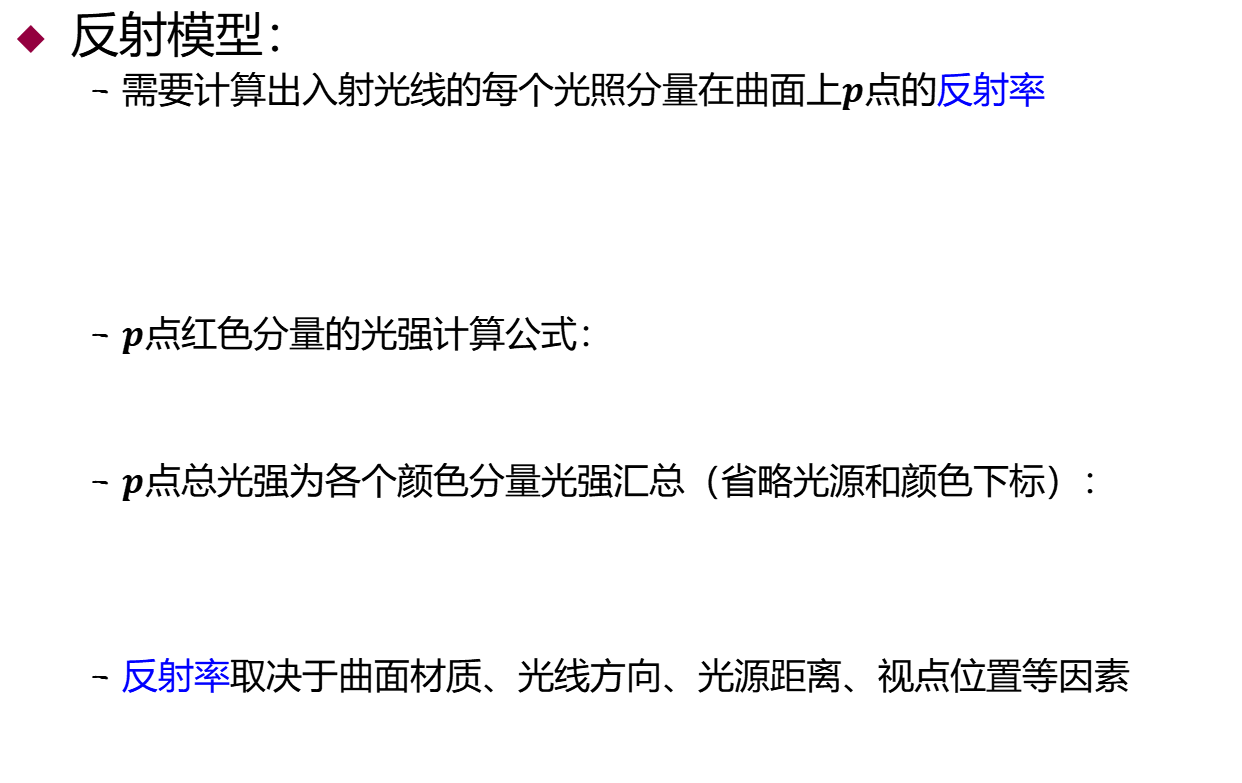 ◆ 反射模型：
- 需要计算出入射光线的每个光照分量在曲面上p点的反射率
- p点红色分量的光强计算公式：
- p点总光强为各个颜色分量光强汇总（省略光源和颜色下标）：
- 反射率取决于曲面材质、光线方向、光源距离、视点位置等因素